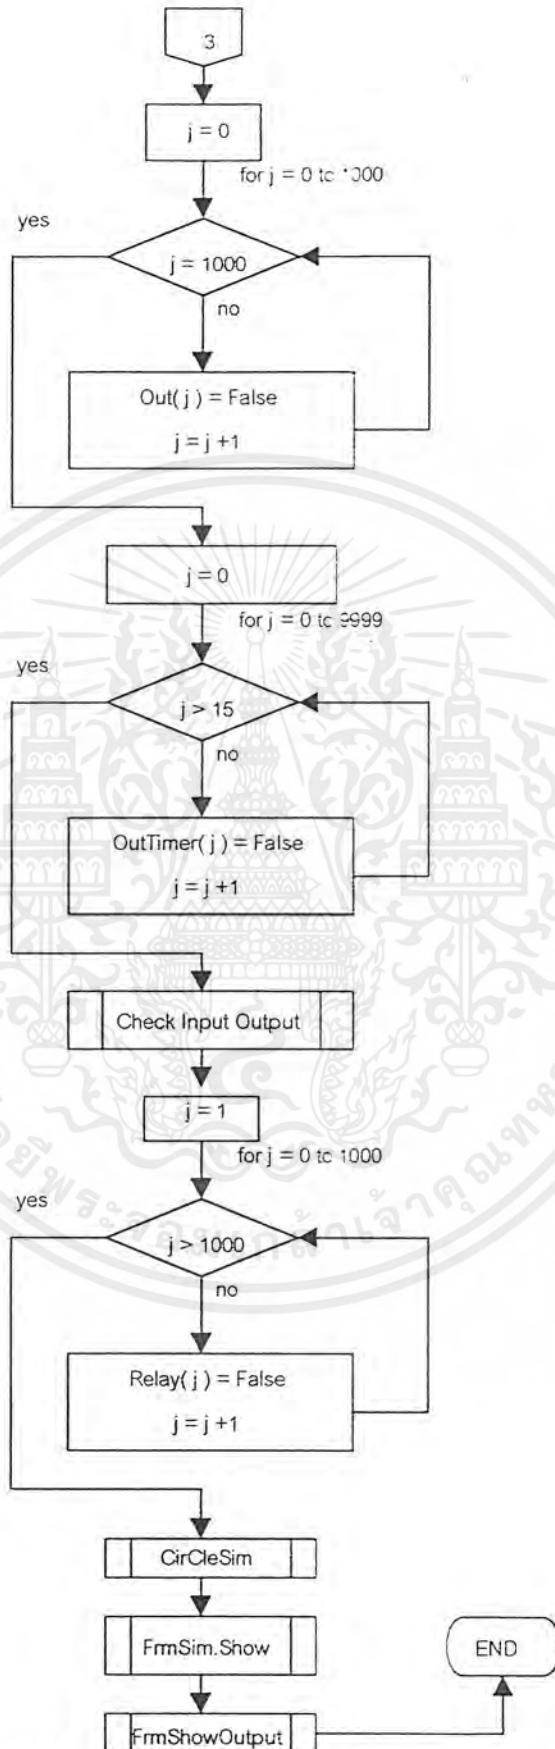 3
j = 0
for j = 0 to 1000
yes
j = 1000
no
Out( j ) = False
j = j +1
j = 0
for j = 0 to 9999
yes
j > 15
no
OutTimer( j ) = False
j = j +1
Check Input Output
j = 1
for j = 0 to 1000
yes
j > 1000
no
Relay( j ) = False
j = j +1
CirCleSim
FrmSim.Show
END
FrmShowOutput